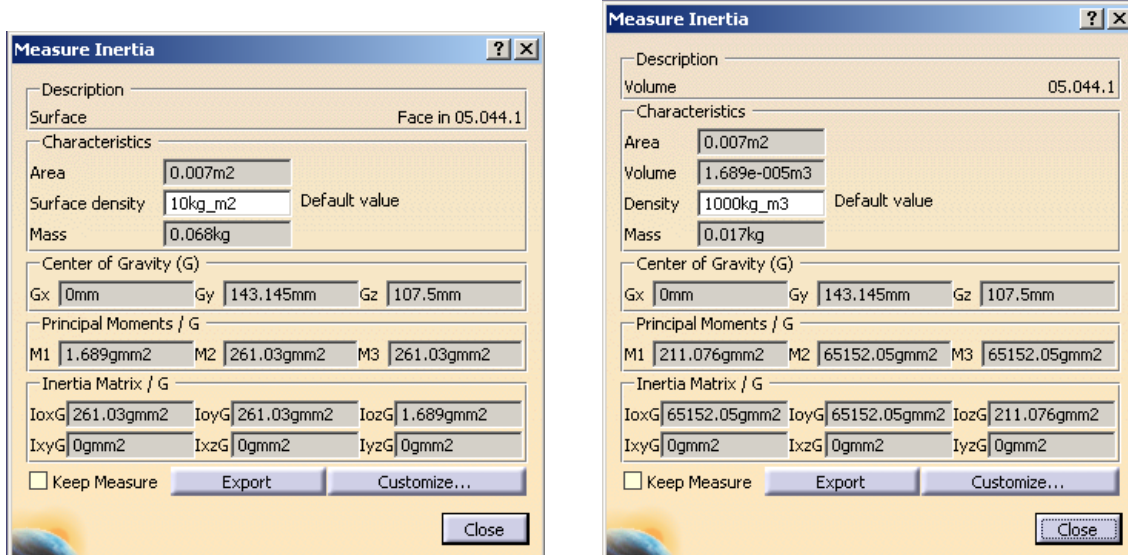 Measure Inertia
Description
Surface Face in 05.044.1
Characteristics
Area 0.007m2
Surface density 10kg_m2 Default value
Mass 0.068kg
Center of Gravity (G)
Gx 0mm Gy 143.145mm Gz 107.5mm
Principal Moments / G
M1 1.689gmm2 M2 261.03gmm2 M3 261.03gmm2
Inertia Matrix / G
IoxG 261.03gmm2 IoyG 261.03gmm2 IozG 1.689gmm2
IxyG 0gmm2 IxzG 0gmm2 IyzG 0gmm2
Keep Measure Export Customize...
Close
Measure Inertia
Description
Volume 05.044.1
Characteristics
Area 0.007m2
Volume 1.689e-005m3
Density 1000kg_m3 Default value
Mass 0.017kg
Center of Gravity (G)
Gx 0mm Gy 143.145mm Gz 107.5mm
Principal Moments / G
M1 211.076gmm2 M2 65152.05gmm2 M3 65152.05gmm2
Inertia Matrix / G
IoxG 65152.05gmm2 IoyG 65152.05gmm2 IozG 211.076gmm2
IxyG 0gmm2 IxzG 0gmm2 IyzG 0gmm2
Keep Measure Export Customize...
Close